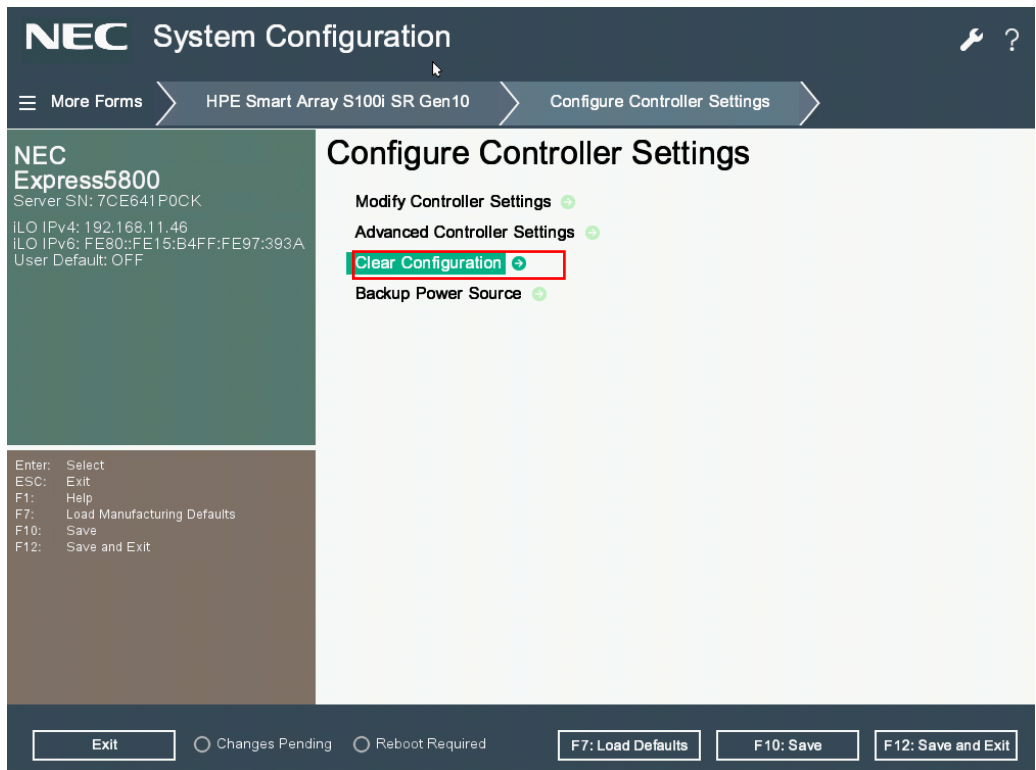 NEC System Configuration
?
More Forms
HPE Smart Array S100i SR Gen10
Configure Controller Settings
NEC
Express5800
Server SN: 7CE641P0CK
iLO IPv4: 192.168.11.46
iLO IPv6: FE80::FE15:B4FF:FE97:393A
User Default: OFF
Configure Controller Settings
Modify Controller Settings
Advanced Controller Settings
Clear Configuration
Backup Power Source
Enter: Select
ESC: Exit
F1: Help
F7: Load Manufacturing Defaults
F10: Save
F12: Save and Exit
Exit
Changes Pending
Reboot Required
F7: Load Defaults
F10: Save
F12: Save and Exit